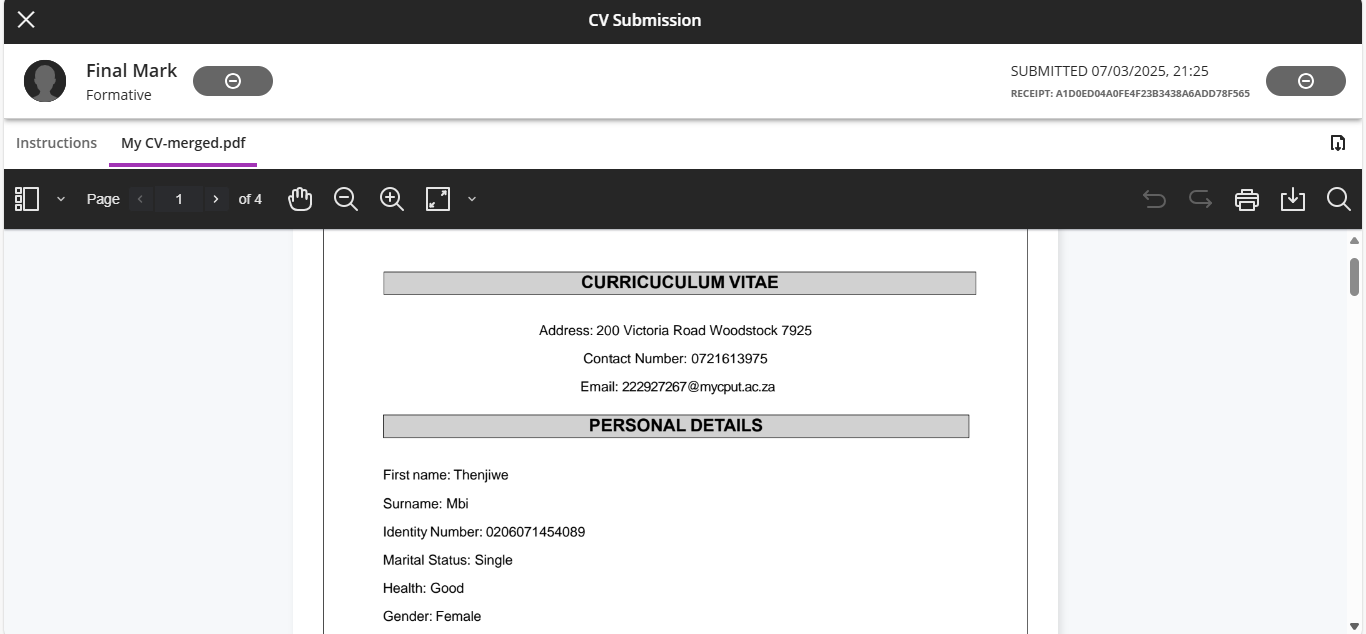 CV Submission
Final Mark
Formative
SUBMITTED 07/03/2025, 21:25
RECEIPT: A1D0ED04A0FE4F23B3438A6ADD78F565
Instructions
My CV-merged.pdf
Page 1 of 4
CURRICUCULUM VITAE
Address: 200 Victoria Road Woodstock 7925
Contact Number: 0721613975
Email: 222927267@mycput.ac.za
PERSONAL DETAILS
First name: Thenjiwe
Surname: Mbi
Identity Number: 0206071454089
Marital Status: Single
Health: Good
Gender: Female